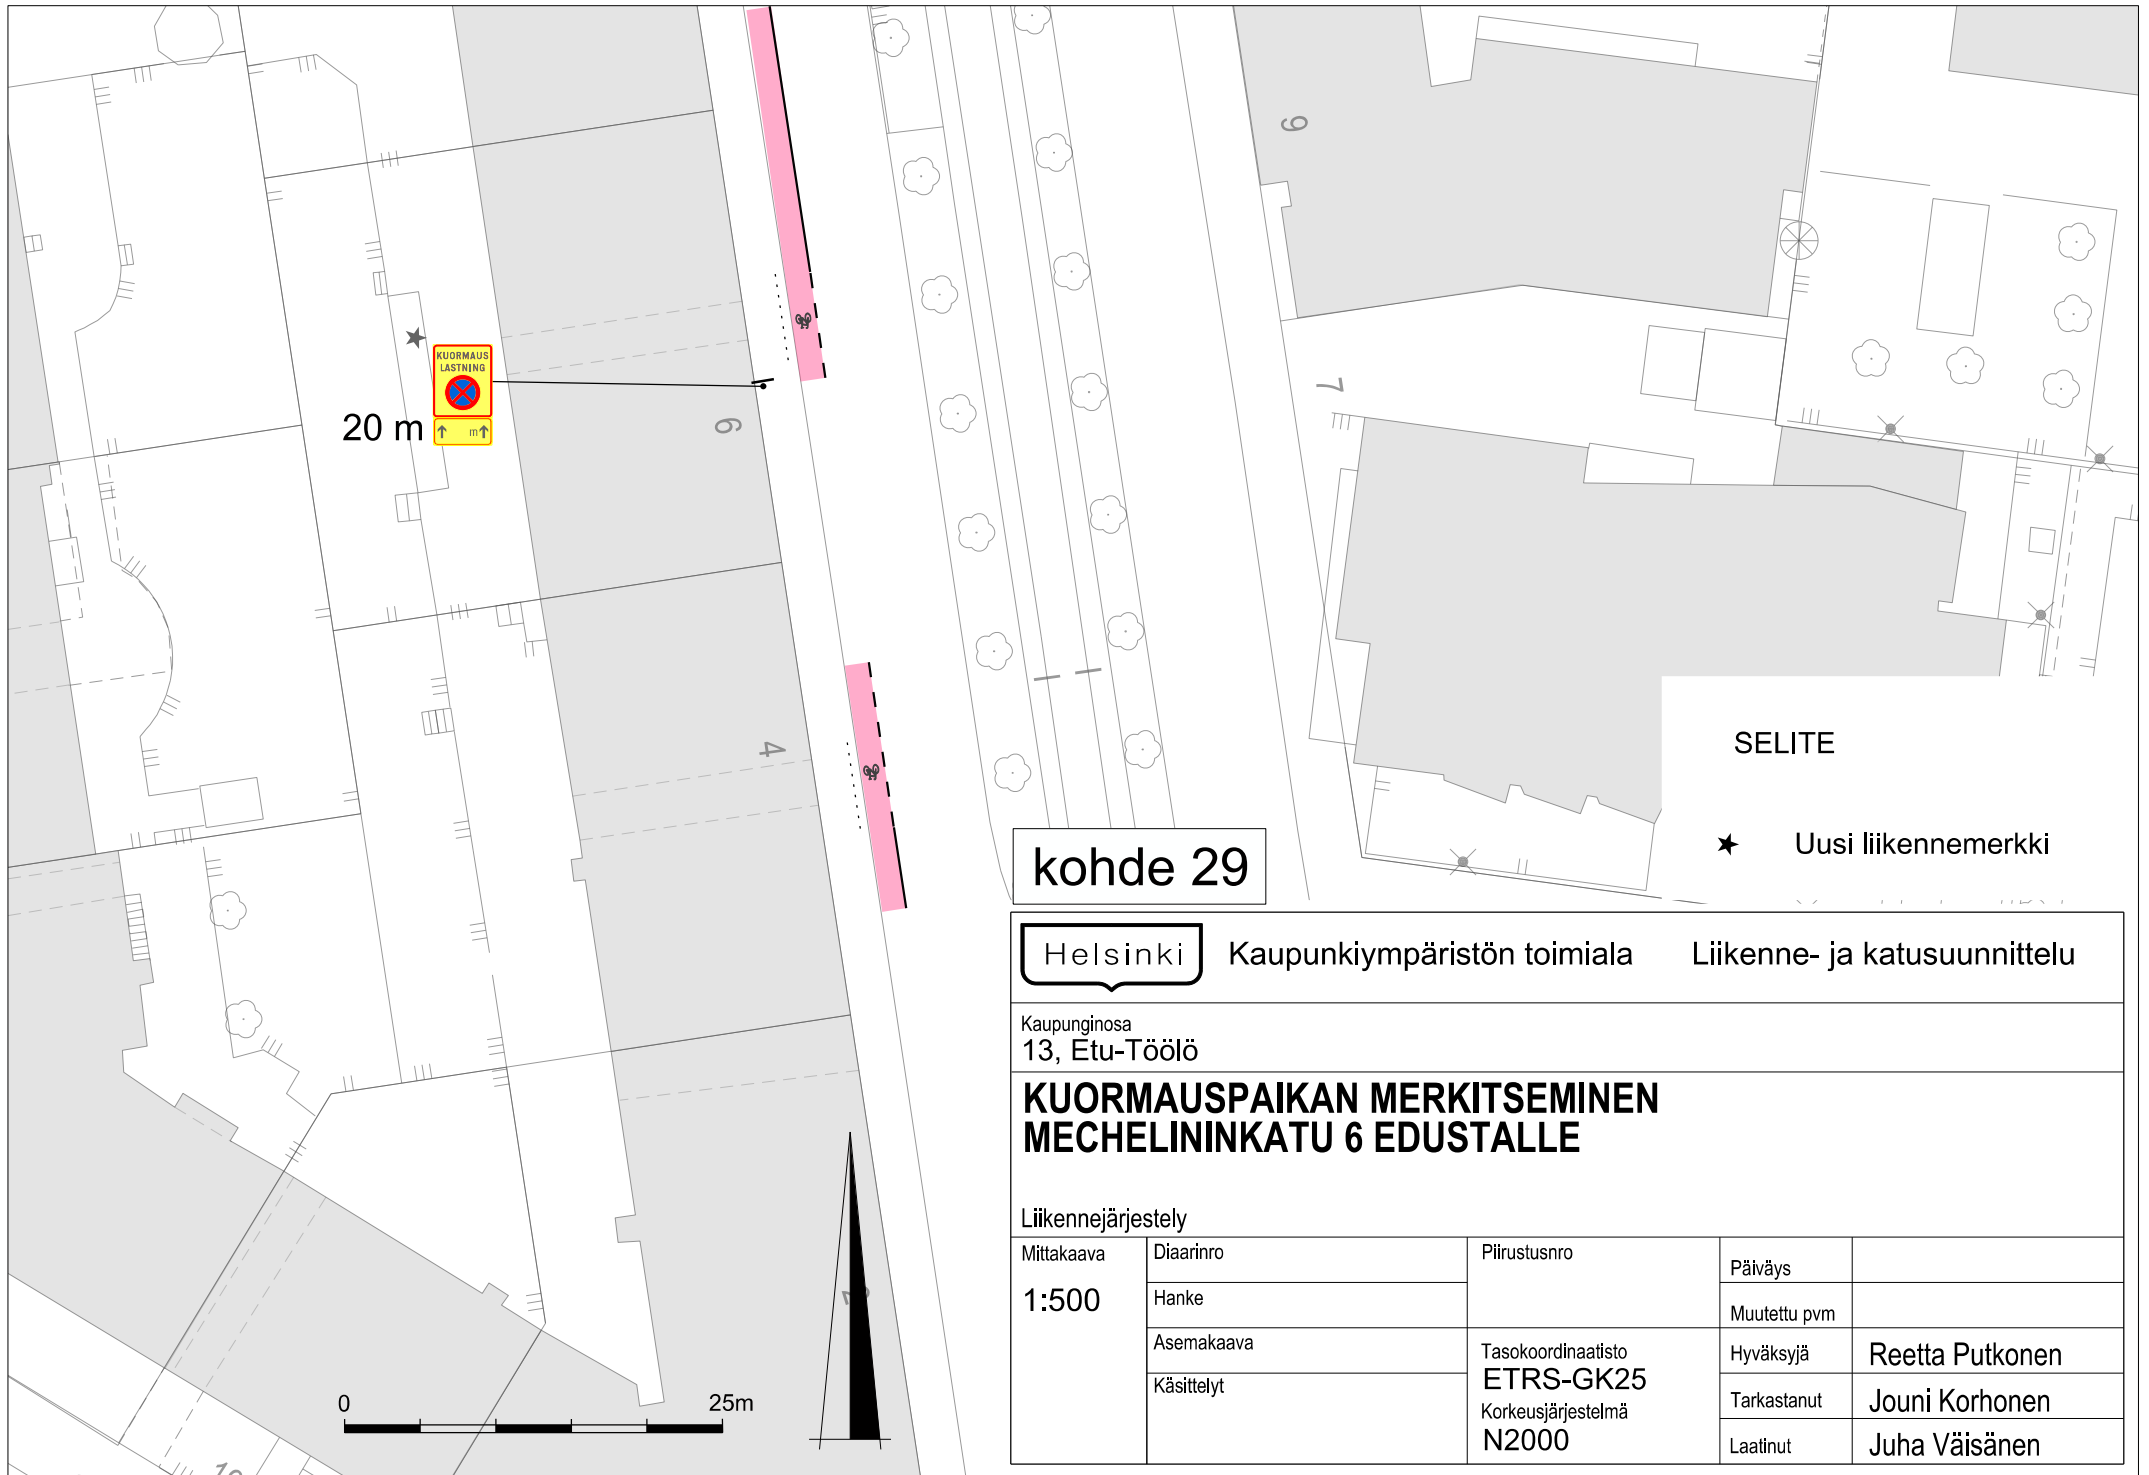 9
KUORMAUS
LASTNING
m
20 m
6
7
4
2
10
SELITE
Uusi liikennemerkki
kohde 29
Helsinki
Kaupunkiympäristön toimiala
Liikenne- ja katusuunnittelu
Kaupunginosa
13, Etu-Töölö
KUORMAUSPAIKAN MERKITSEMINEN
MECHELININKATU 6 EDUSTALLE
Liikennejärjestely
Mittakaava
1:500
Diaarinro
Hanke
Asemakaava
Käsittelyt
Piirustusnro
Tasokoordinaatisto
ETRS-GK25
Korkeusjärjestelmä
N2000
Päiväys
Muutettu pvm
Hyväksyjä
Reetta Putkonen
Tarkastanut
Jouni Korhonen
Laatinut
Juha Väisänen
0
25m